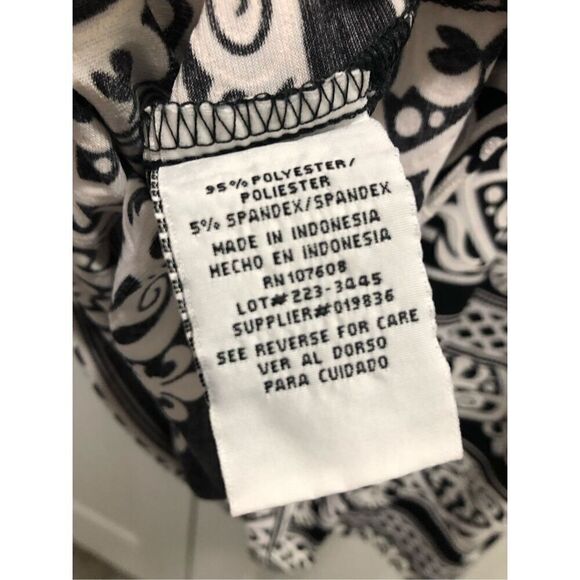 95% POLYESTER/
POLIESTER
5% SPANDEX/SPANDEX
MADE IN INDONESIA
HECHO EN INDONESIA
RN107608
LOT#223-3445
SUPPLIER#019836
SEE REVERSE FOR CARE
VER AL DORSO
PARA CUIDADO